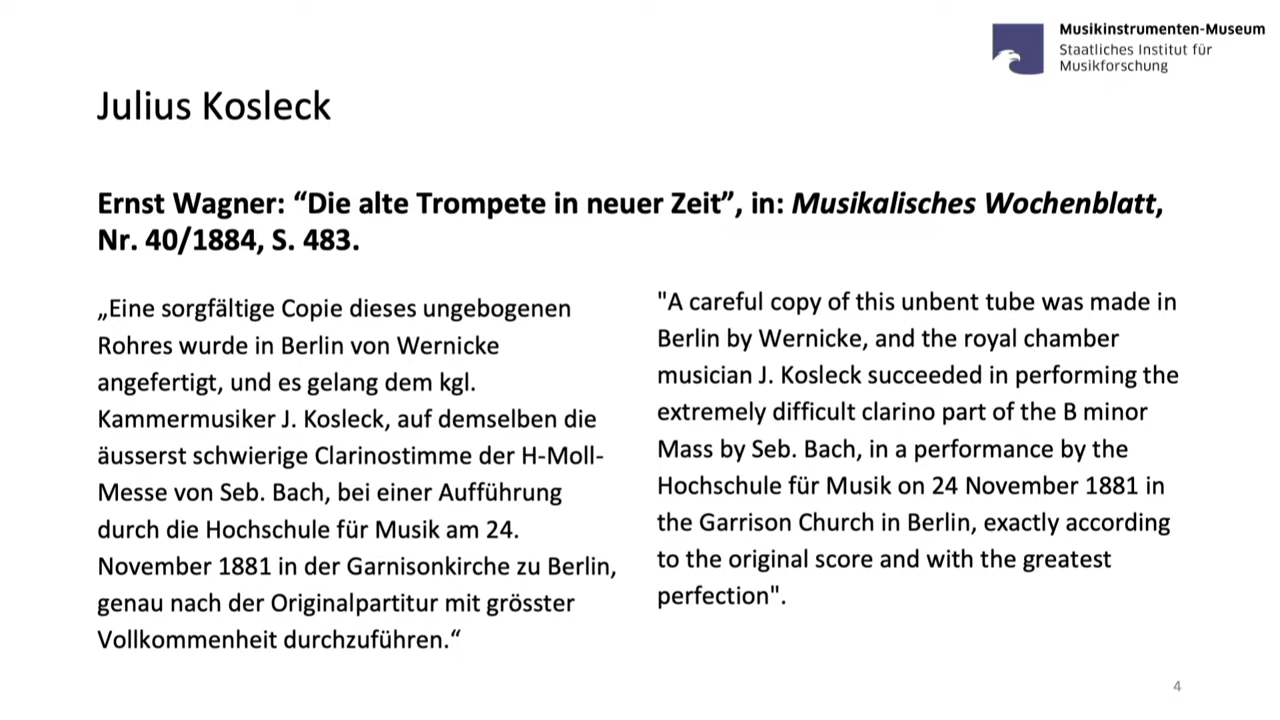 Musikinstrumenten-Museum
Staatliches Institut für
Musikforschung
Julius Kosleck
Ernst Wagner: “Die alte Trompete in neuer Zeit”, in: Musikalisches Wochenblatt,
Nr. 40/1884, S. 483.
„Eine sorgfältige Copie dieses ungebogenen
Rohres wurde in Berlin von Wernicke
angefertigt, und es gelang dem kgl.
Kammermusiker J. Kosleck, auf demselben die
äusserst schwierige Clarinostimme der H-Moll-
Messe von Seb. Bach, bei einer Aufführung
durch die Hochschule für Musik am 24.
November 1881 in der Garnisonkirche zu Berlin,
genau nach der Originalpartitur mit grösster
Vollkommenheit durchzuführen.“
"A careful copy of this unbent tube was made in
Berlin by Wernicke, and the royal chamber
musician J. Kosleck succeeded in performing the
extremely difficult clarino part of the B minor
Mass by Seb. Bach, in a performance by the
Hochschule für Musik on 24 November 1881 in
the Garrison Church in Berlin, exactly according
to the original score and with the greatest
perfection".
4